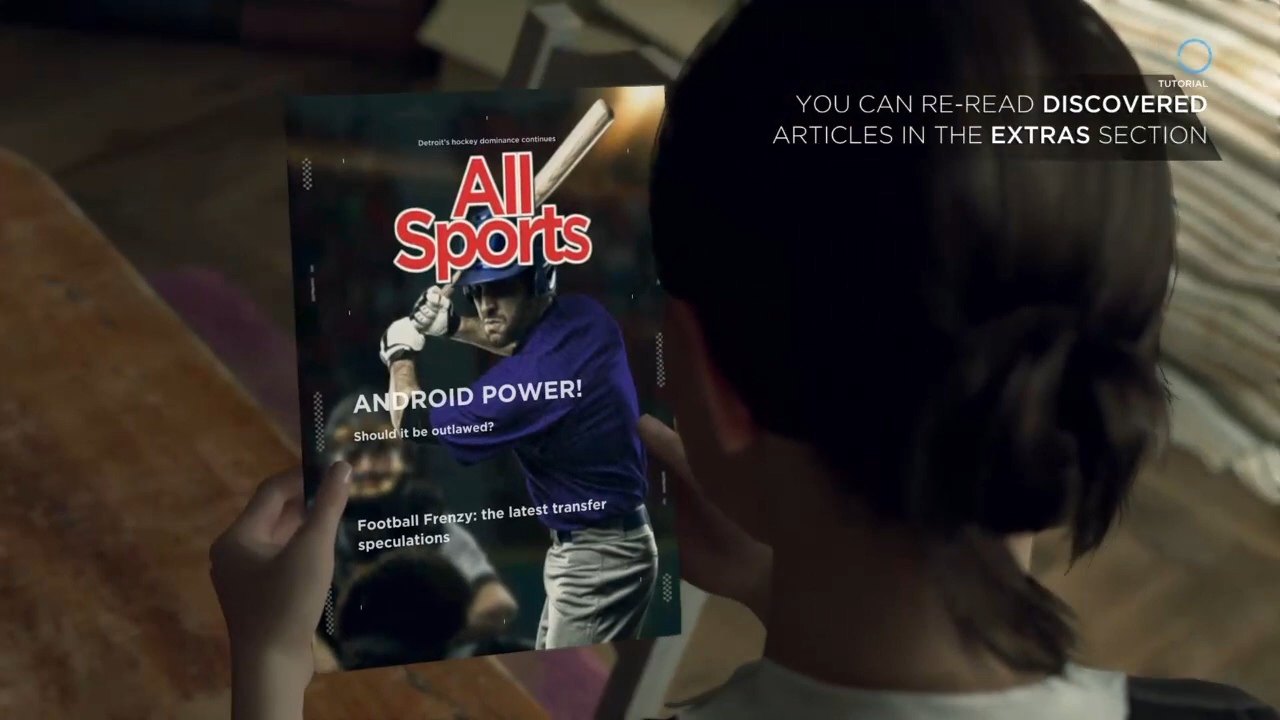 TUTORIAL
YOU CAN RE-READ DISCOVERED
ARTICLES IN THE EXTRAS SECTION
Detroit's hockey dominance continues
All
Sports
ANDROID POWER!
Should it be outlawed?
Football Frenzy: the latest transfer
speculations